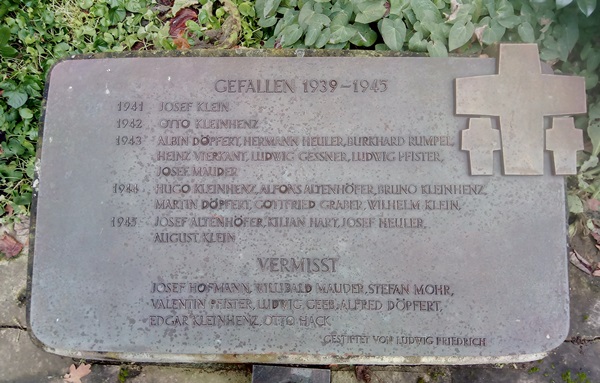 GEFALLEN 1939-1945
1941 JOSEF KLEIN
1942 OTTO KLEINHENZ
1943 ALBIN DÖPFERT, HERMANN HEULER, BURKHARD RUMPEL,
HEINZ VIERKANT, LUDWIG GESSNER, LUDWIG PFISTER,
JOSEF MAUDER
1944 HUGO KLEINHENZ, ALFONS ALTENHÖFER, BRUNO KLEINHENZ,
MARTIN DÖPFERT, GOTTFRIED GRABER, WILHELM KLEIN,
1945 JOSEF ALTENHÖFER, KILIAN HART, JOSEF HEULER,
AUGUST KLEIN
VERMISST
JOSEF HOFMANN, WILLIBALD MAUDER, STEFAN MOHR,
VALENTIN PFISTER, LUDWIG GEEB, ALFRED DÖPFERT,
EDGAR KLEINHENZ, OTTO HACK
GESTIFTET VON LUDWIG FRIEDRICH